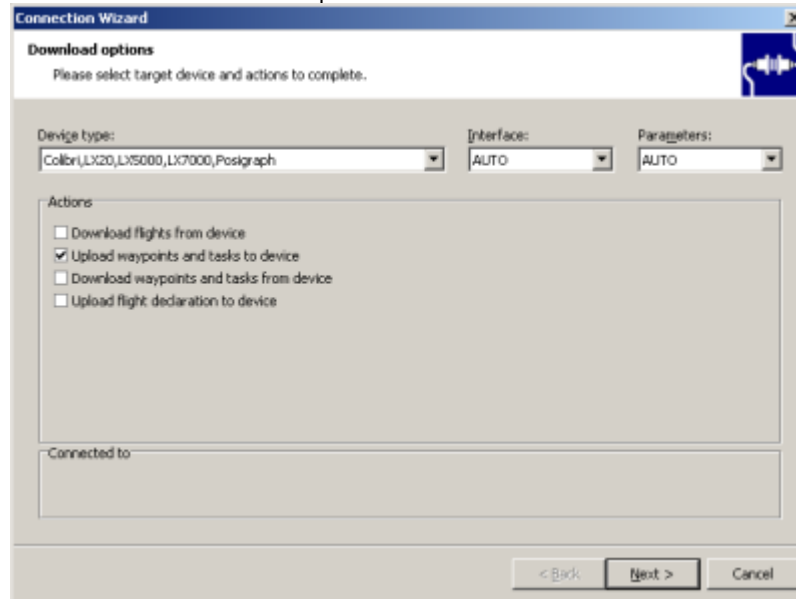 Connection Wizard
Download options
Please select target device and actions to complete.
Device type:
Interface:
Parameters:
Colibri,LX20,LX5000,LX7000,Posigraph
AUTO
AUTO
Actions
Download flights from device
Upload waypoints and tasks to device
Download waypoints and tasks from device
Upload flight declaration to device
Connected to
< Back
Next >
Cancel